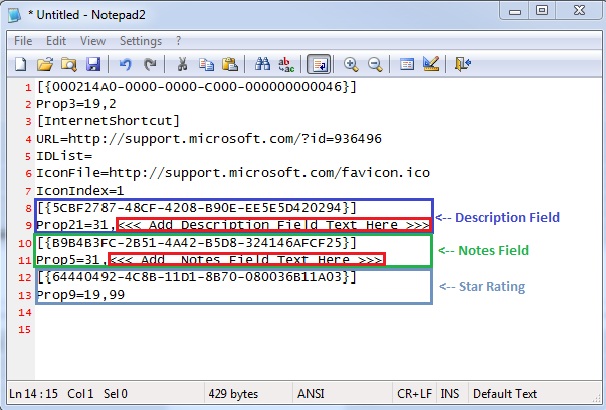 * Untitled - Notepad2
File Edit View Settings ?
1 [{000214A0-0000-0000-C000-000000000046}]
2 Prop3=19,2
3 [InternetShortcut]
4 URL=http://support.microsoft.com/?id=936496
5 IDList=
6 IconFile=http://support.microsoft.com/favicon.ico
7 IconIndex=1
8 [{5CBF2787-48CF-4208-B90E-EE5E5D420294}] <-- Description Field
9 Prop21=31,<<< Add Description Field Text Here >>>
10 [{B9B4B3FC-2B51-4A42-B5D8-324146AFCF25}] <-- Notes Field
11 Prop5=31,<<< Add Notes Field Text Here >>>
12 [{64440492-4C8B-11D1-8B70-080036B11A03}] <-- Star Rating
13 Prop9=19,99
14
15
Ln 14 : 15 Col 1 Sel 0 429 bytes ANSI CR+LF INS Default Text